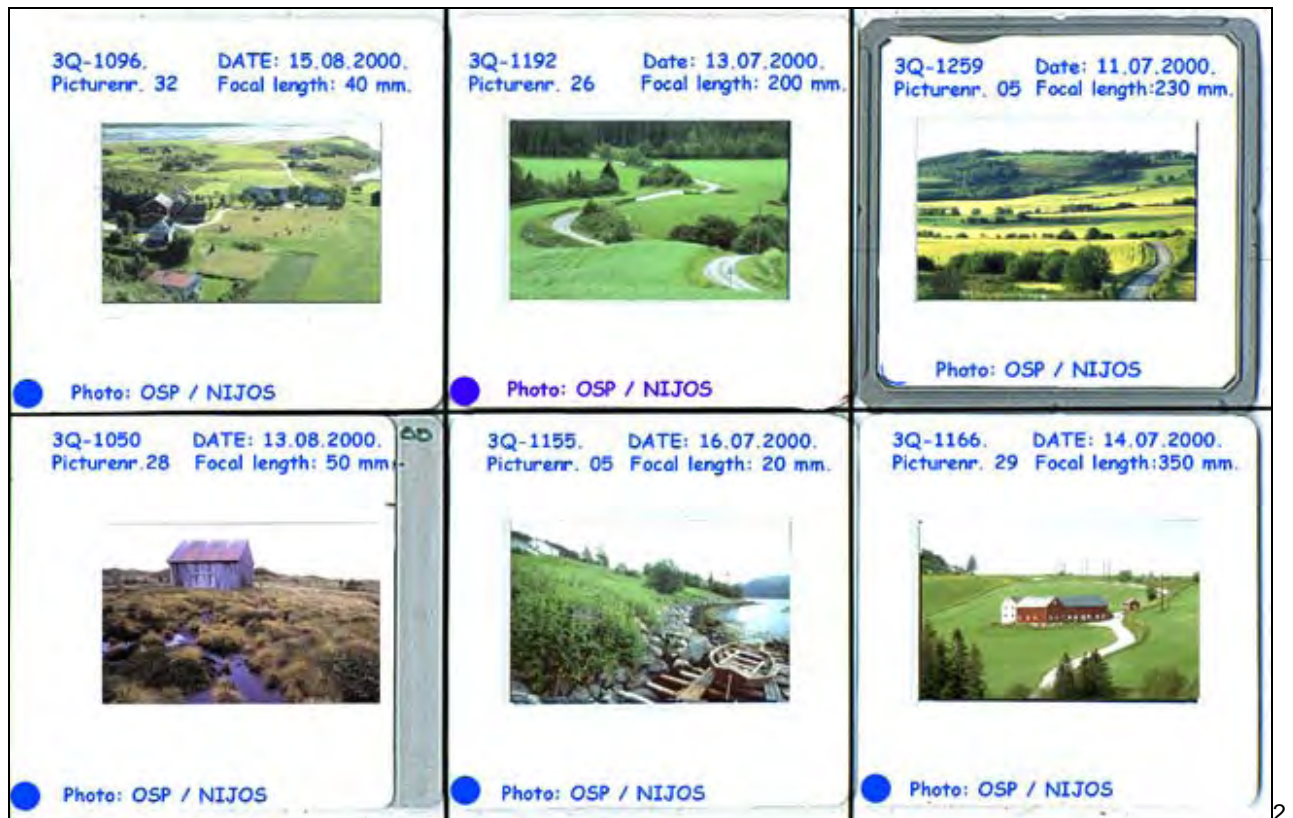 3Q-1096. DATE: 15.08.2000.
Picturenr. 32 Focal length: 40 mm.
Photo: OSP / NIJOS
3Q-1192 Date: 13.07.2000.
Picturenr. 26 Focal length: 200 mm.
Photo: OSP / NIJOS
3Q-1259 Date: 11.07.2000.
Picturenr. 05 Focal length:230 mm.
Photo: OSP / NIJOS
3Q-1050 DATE: 13.08.2000.
Picturenr.28 Focal length: 50 mm.
Photo: OSP / NIJOS
3Q-1155. DATE: 16.07.2000.
Picturenr. 05 Focal length: 20 mm.
Photo: OSP / NIJOS
3Q-1166. DATE: 14.07.2000.
Picturenr. 29 Focal length:350 mm.
Photo: OSP / NIJOS
2